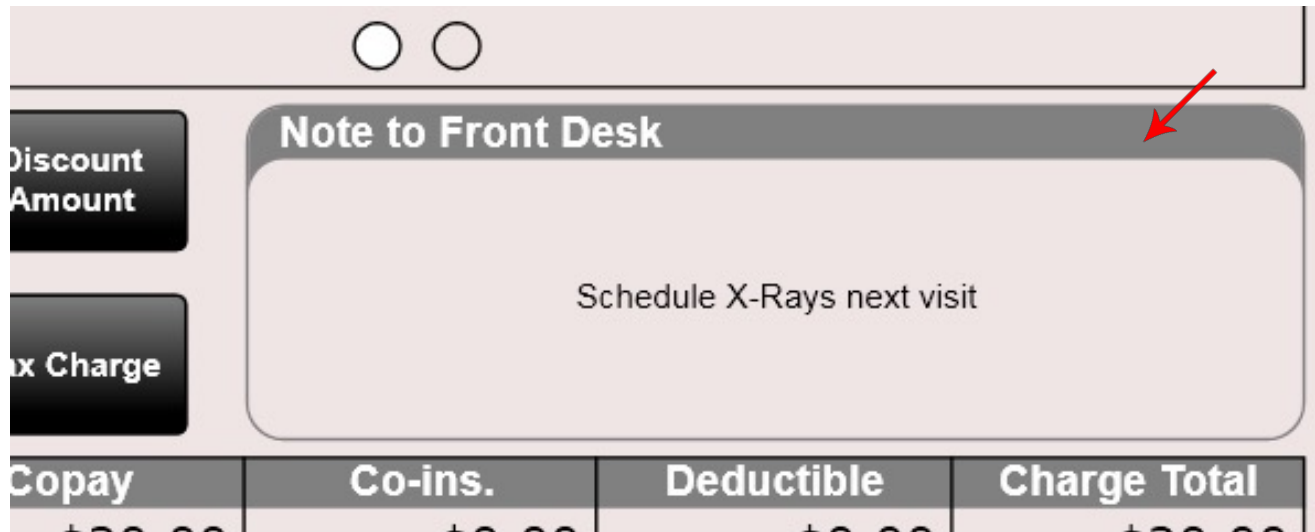 Discount
Amount
Note to Front Desk
Schedule X-Rays next visit
Charge
Copay
Co-ins.
Deductible
Charge Total